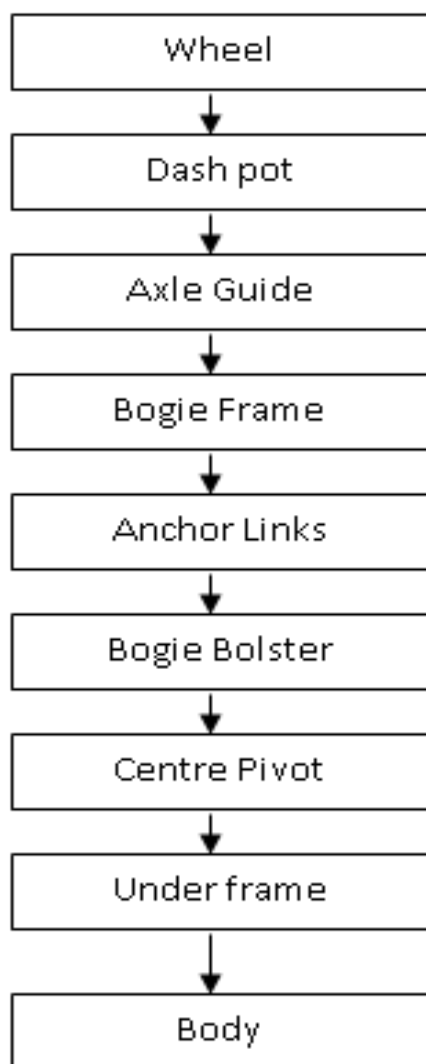 Wheel
Dash pot
Axle Guide
Bogie Frame
Anchor Links
Bogie Bolster
Centre Pivot
Under frame
Body